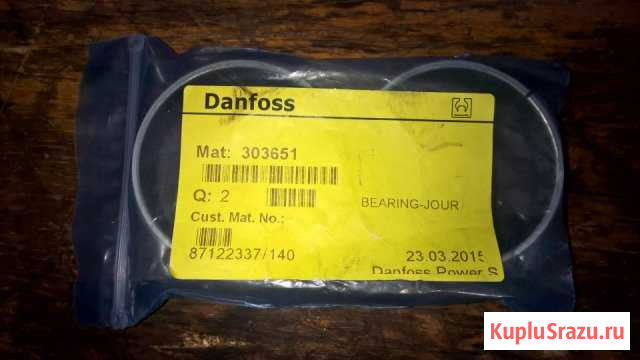 Danfoss
Mat: 303651
Q: 2
BEARING-JOUR
Cust. Mat. No.:
87122337/140
23.03.2015
Danfoss Power S
KupluSrazu.ru